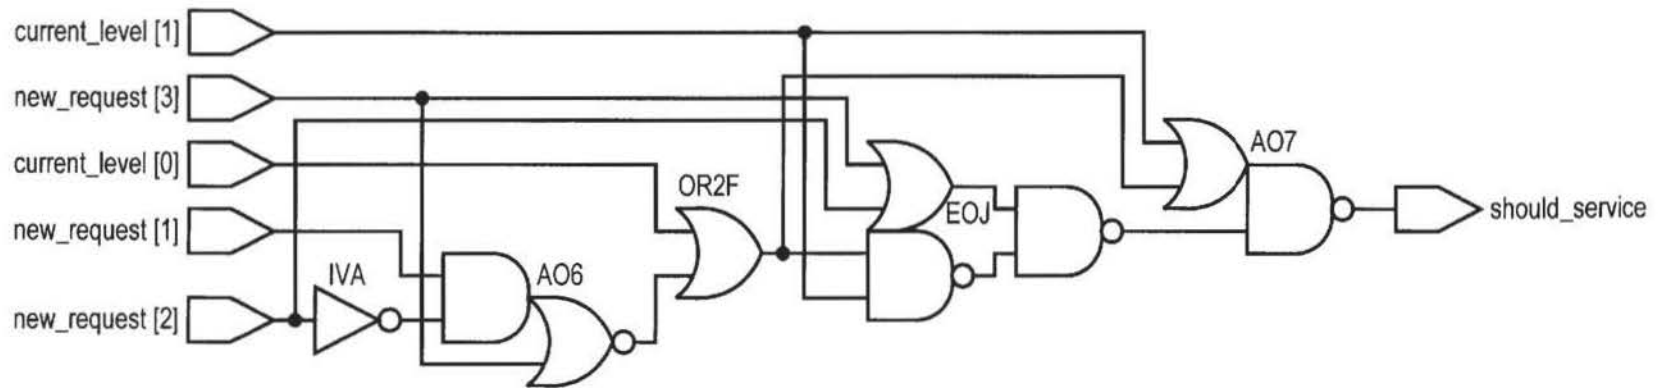 current_level [1]
new_request [3]
current_level [0]
new_request [1]
new_request [2]
IVA
AO6
OR2F
EOJ
AO7
should_service